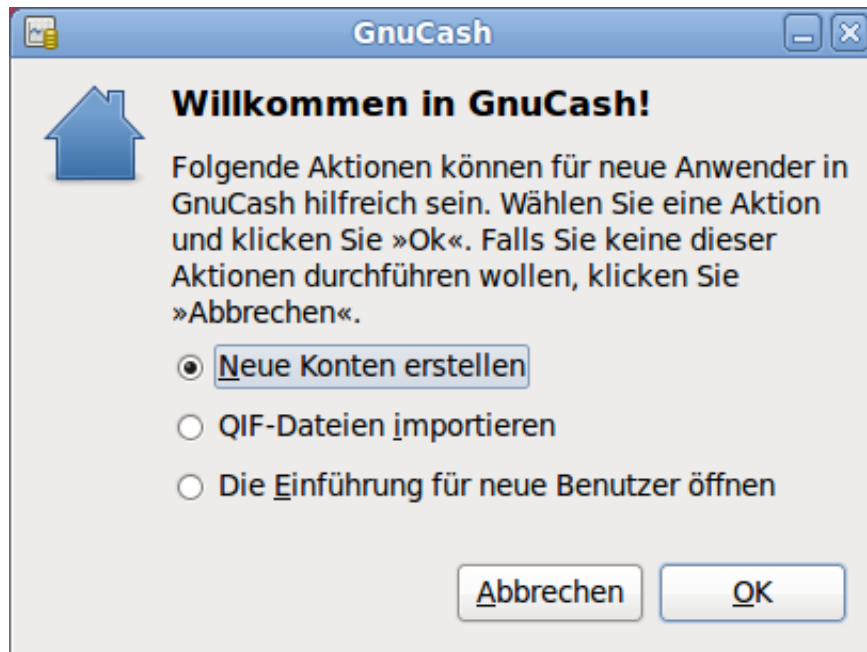 GnuCash
Willkommen in GnuCash!
Folgende Aktionen können für neue Anwender in
GnuCash hilfreich sein. Wählen Sie eine Aktion
und klicken Sie »Ok«. Falls Sie keine dieser
Aktionen durchführen wollen, klicken Sie
»Abbrechen«.
Neue Konten erstellen
QIF-Dateien importieren
Die Einführung für neue Benutzer öffnen
Abbrechen
OK